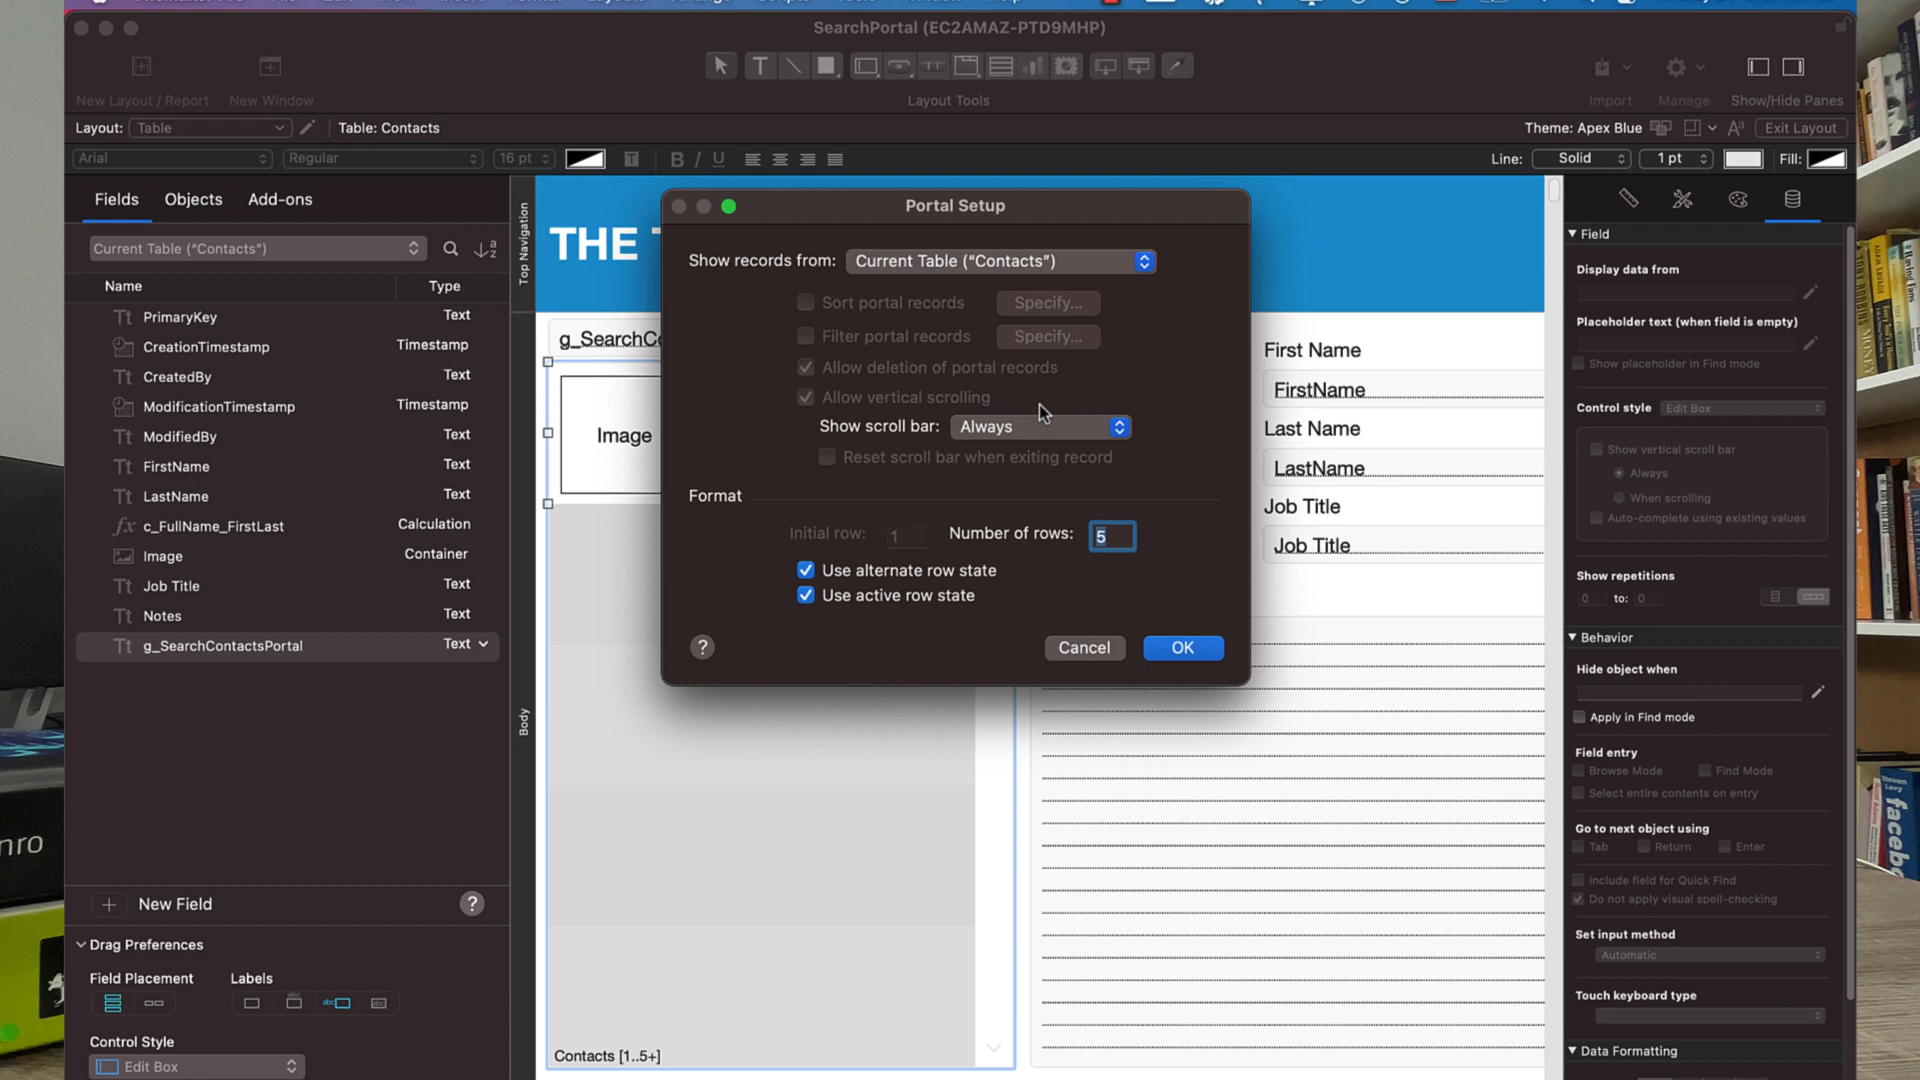 SearchPortal (EC2AMAZ-PTD9MHP)
New Layout / Report
New Window
Layout Tools
Import
Manage
Show/Hide Panes
Layout:
Table
Table: Contacts
Theme: Apex Blue
Exit Layout
Arial
Regular
16 pt
B
I
U
Line:
Solid
1 pt
Fill:
Fields
Objects
Add-ons
Current Table (“Contacts”)
Name
Type
PrimaryKey
Text
CreationTimestamp
Timestamp
CreatedBy
Text
ModificationTimestamp
Timestamp
ModifiedBy
Text
FirstName
Text
LastName
Text
c_FullName_FirstLast
Calculation
Image
Container
Job Title
Text
Notes
Text
g_SearchContactsPortal
Text
New Field
?
Drag Preferences
Field Placement
Labels
Control Style
Edit Box
Top Navigation
Body
THE
g_SearchCo
Image
Contacts [1..5+]
Portal Setup
Show records from:
Current Table (“Contacts”)
Sort portal records
Specify...
Filter portal records
Specify...
Allow deletion of portal records
Allow vertical scrolling
Show scroll bar:
Always
Reset scroll bar when exiting record
Format
Initial row:
1
Number of rows:
5
Use alternate row state
Use active row state
?
Cancel
OK
First Name
FirstName
Last Name
LastName
Job Title
Job Title
Field
Display data from
Placeholder text (when field is empty)
Show placeholder in Find mode
Control style
Edit Box
Show vertical scroll bar
Always
When scrolling
Auto-complete using existing values
Show repetitions
0
to:
0
Behavior
Hide object when
Apply in Find mode
Field entry
Browse Mode
Find Mode
Select entire contents on entry
Go to next object using
Tab
Return
Enter
Include field for Quick Find
Do not apply visual spell-checking
Set input method
Automatic
Touch keyboard type
Data Formatting
nro
MONEY
facebo